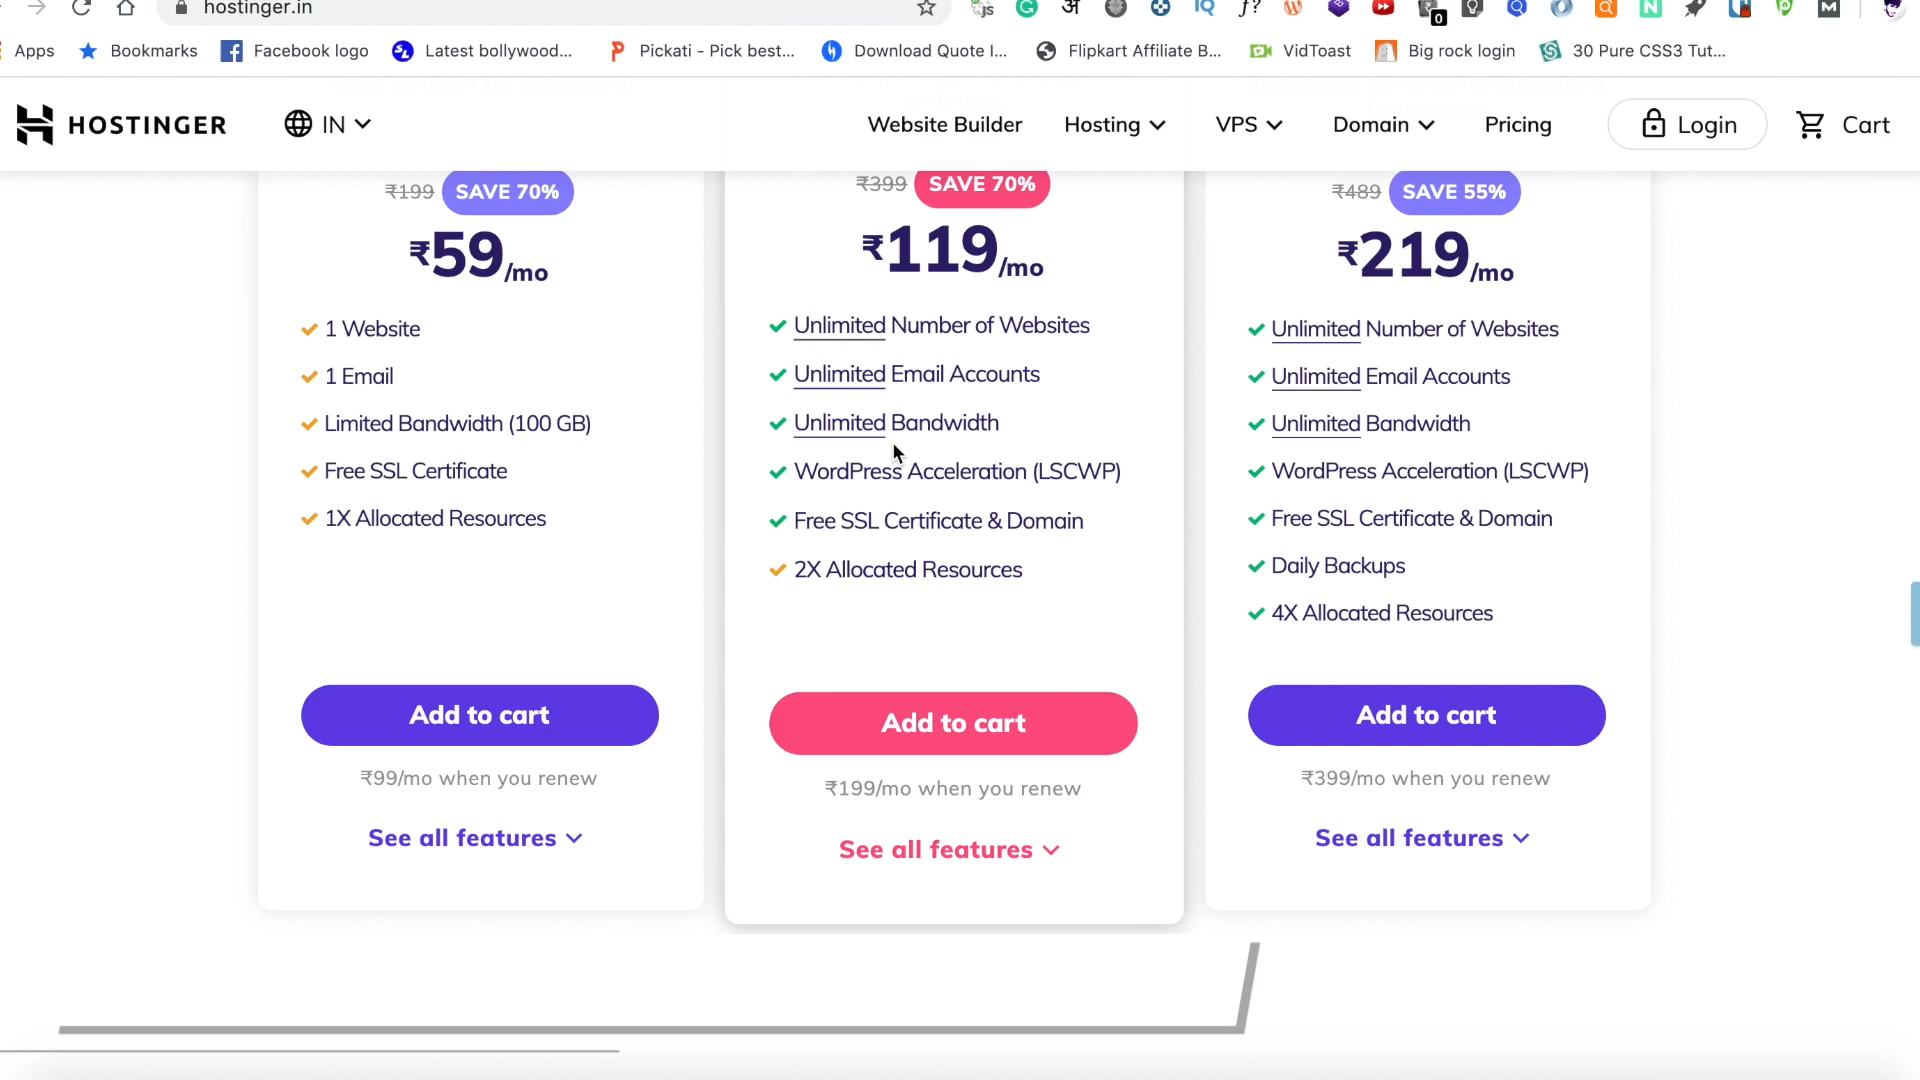 hostinger.in
0
Apps
Bookmarks
Facebook logo
Latest bollywood...
Pickati - Pick best...
Download Quote I...
Flipkart Affiliate B...
VidToast
Big rock login
30 Pure CSS3 Tut...
HOSTINGER
IN
Website Builder
Hosting
VPS
Domain
Pricing
Login
Cart
₹199 SAVE 70%
₹59/mo
1 Website
1 Email
Limited Bandwidth (100 GB)
Free SSL Certificate
1X Allocated Resources
Add to cart
₹99/mo when you renew
See all features
₹399 SAVE 70%
₹119/mo
Unlimited Number of Websites
Unlimited Email Accounts
Unlimited Bandwidth
WordPress Acceleration (LSCWP)
Free SSL Certificate & Domain
2X Allocated Resources
Add to cart
₹199/mo when you renew
See all features
₹489 SAVE 55%
₹219/mo
Unlimited Number of Websites
Unlimited Email Accounts
Unlimited Bandwidth
WordPress Acceleration (LSCWP)
Free SSL Certificate & Domain
Daily Backups
4X Allocated Resources
Add to cart
₹399/mo when you renew
See all features